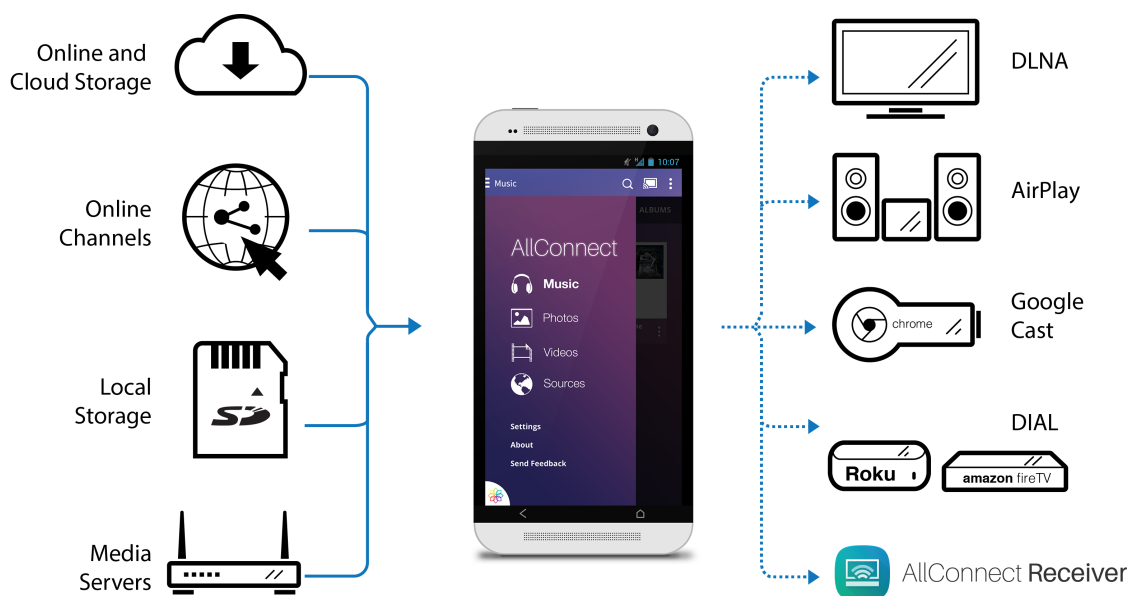 Online and
Cloud Storage
Online
Channels
Local
Storage
SD
Media
Servers
10:07
Music
ALBUMS
AllConnect
Music
Photos
Videos
Sources
Settings
About
Send Feedback
DLNA
AirPlay
Google
Cast
chrome
DIAL
Roku
amazon fireTV
AllConnect Receiver